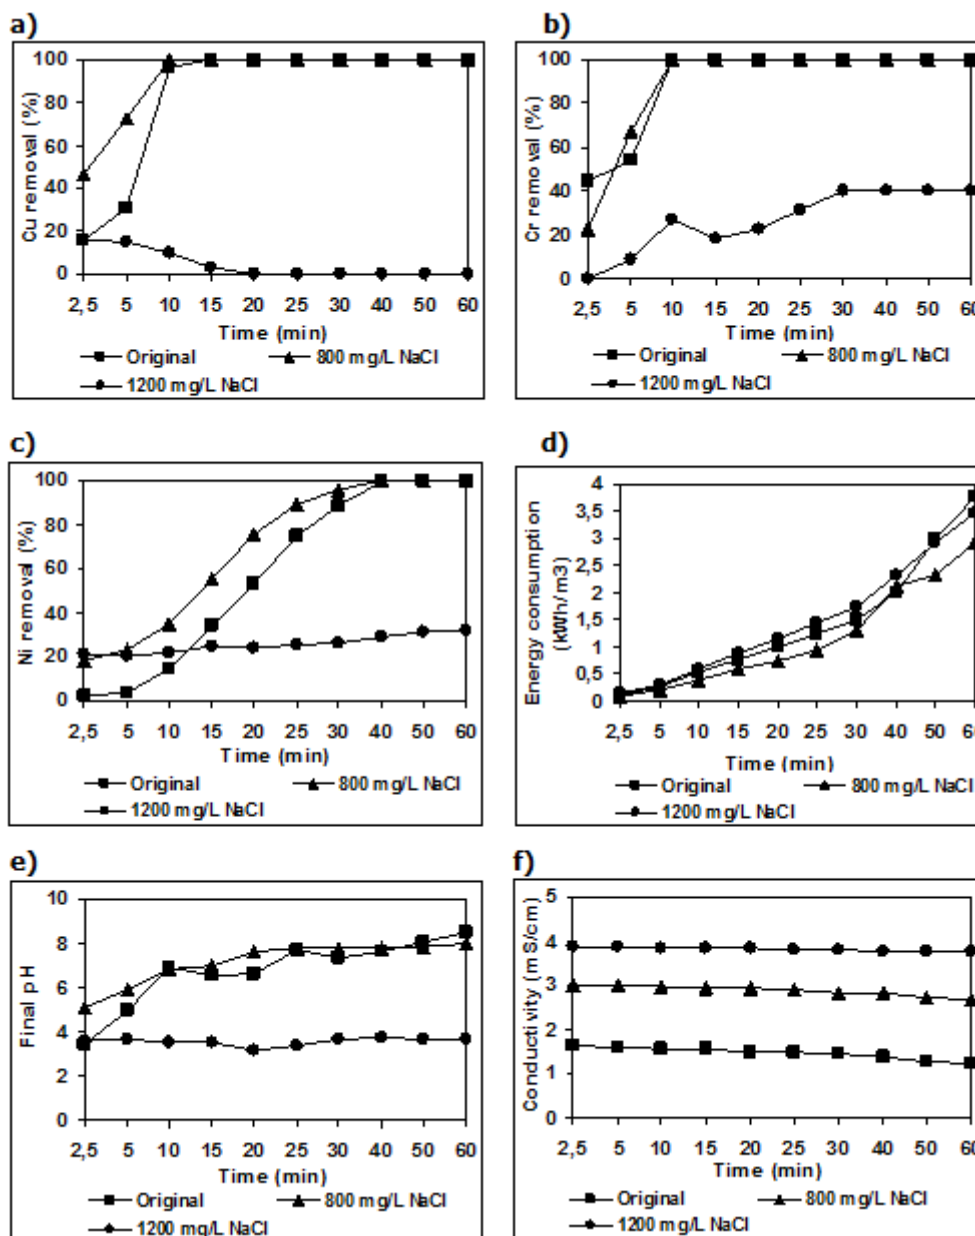 a)
Cu removal (%)
100
80
60
40
20
0
2,5 5 10 15 20 25 30 40 50 60
Time (min)
Original 800 mg/L NaCl
1200 mg/L NaCl
b)
Cr removal (%)
100
80
60
40
20
0
2,5 5 10 15 20 25 30 40 50 60
Time (min)
Original 800 mg/L NaCl
1200 mg/L NaCl
c)
Ni removal (%)
100
80
60
40
20
0
2,5 5 10 15 20 25 30 40 50 60
Time (min)
Original 800 mg/L NaCl
1200 mg/L NaCl
d)
Energy consumption
(kWh/m3)
4
3,5
3
2,5
2
1,5
1
0,5
0
2,5 5 10 15 20 25 30 40 50 60
Time (min)
Original 800 mg/L NaCl
1200 mg/L NaCl
e)
Final pH
10
8
6
4
2
0
2,5 5 10 15 20 25 30 40 50 60
Time (min)
Original 800 mg/L NaCl
1200 mg/L NaCl
f)
Conductivity (mS/cm)
5
4
3
2
1
0
2,5 5 10 15 20 25 30 40 50 60
Time (min)
Original 800 mg/L NaCl
1200 mg/L NaCl